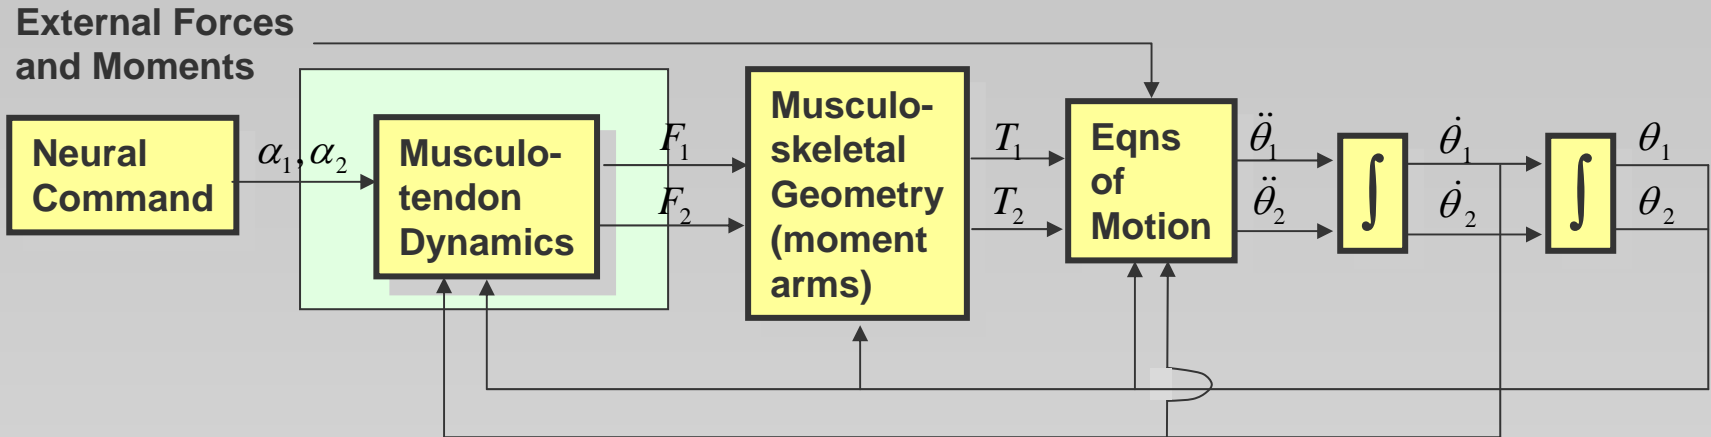 External Forces
and Moments
Neural
Command
α₁, α₂
Musculo-
tendon
Dynamics
F₁
F₂
Musculo-
skeletal
Geometry
(moment
arms)
T₁
T₂
Eqns
of
Motion
θ̈₁
θ̈₂
∫
θ̇₁
θ̇₂
∫
θ₁
θ₂